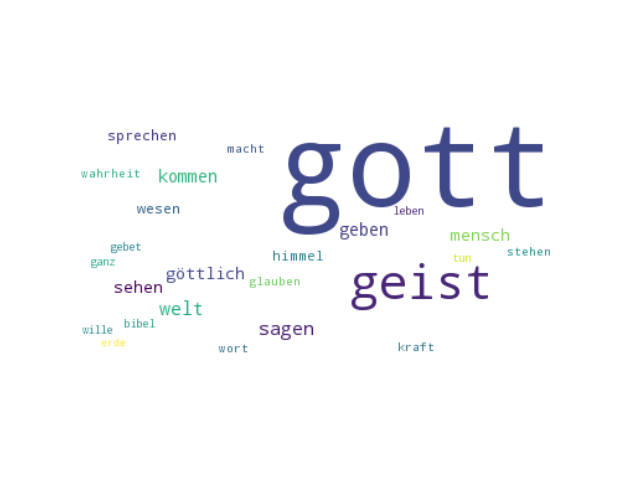 sprechen
macht
gott
wahrheit
kommen
wesen
leben
geben
mensch
gebet
himmel
stehen
ganz
göttlich
tun
sehen
glauben
geist
welt
wille
bibel
sagen
erde
wort
kraft